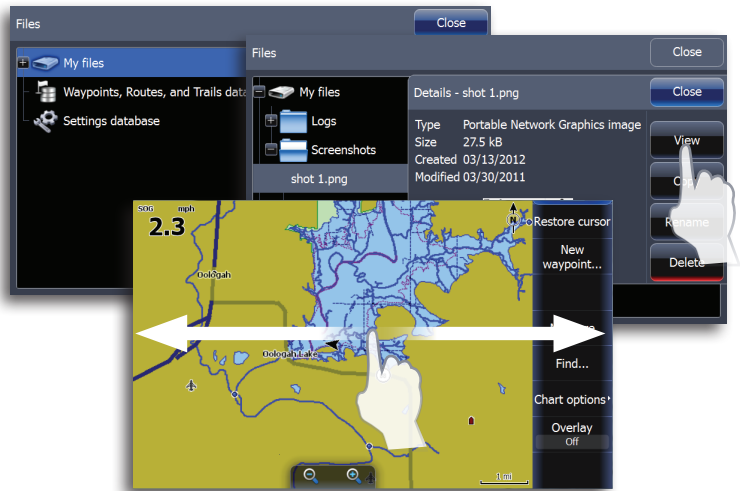 Files
Close
My files
Waypoints, Routes, and Trails data
Settings database
Files
Close
My files
Logs
Screenshots
shot 1.png
Details - shot 1.png
Close
Type Portable Network Graphics image
Size 27.5 kB
Created 03/13/2012
Modified 03/30/2011
View
Rename
Delete
SOG mph
2.3
N
Oologah
Oologah Lake
1 mi
Restore cursor
New
waypoint...
Find...
Chart options
Overlay
Off